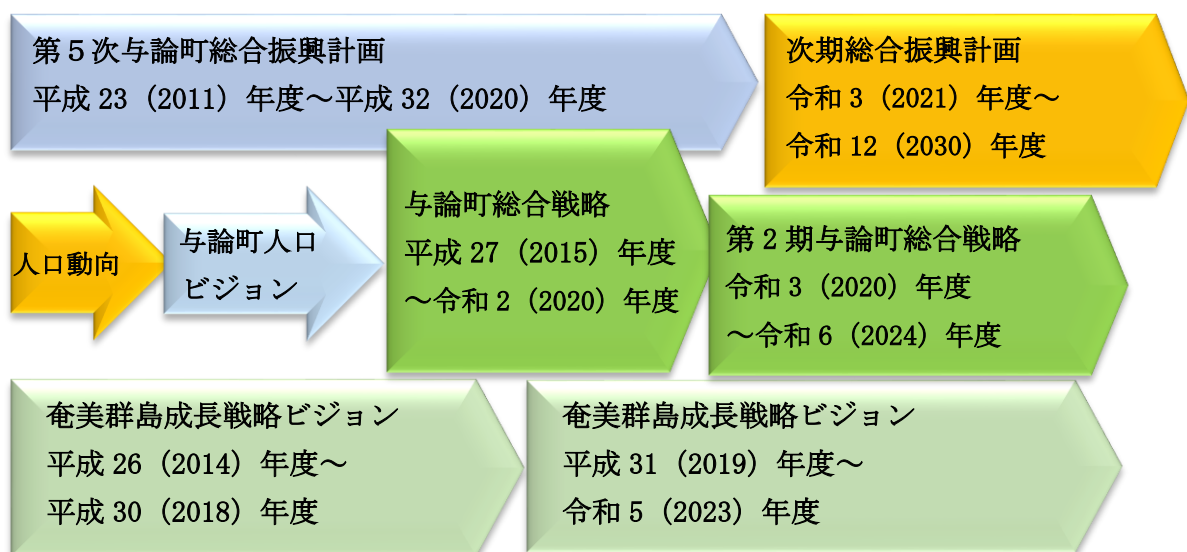 第5次与論町総合振興計画
平成 23（2011）年度～平成 32（2020）年度
次期総合振興計画
令和 3（2021）年度～
令和 12（2030）年度
人口動向
与論町人口
ビジョン
与論町総合戦略
平成 27（2015）年度
～令和 2（2020）年度
第2期与論町総合戦略
令和 3（2020）年度
～令和 6（2024）年度
奄美群島成長戦略ビジョン
平成 26（2014）年度～
平成 30（2018）年度
奄美群島成長戦略ビジョン
平成 31（2019）年度～
令和 5（2023）年度